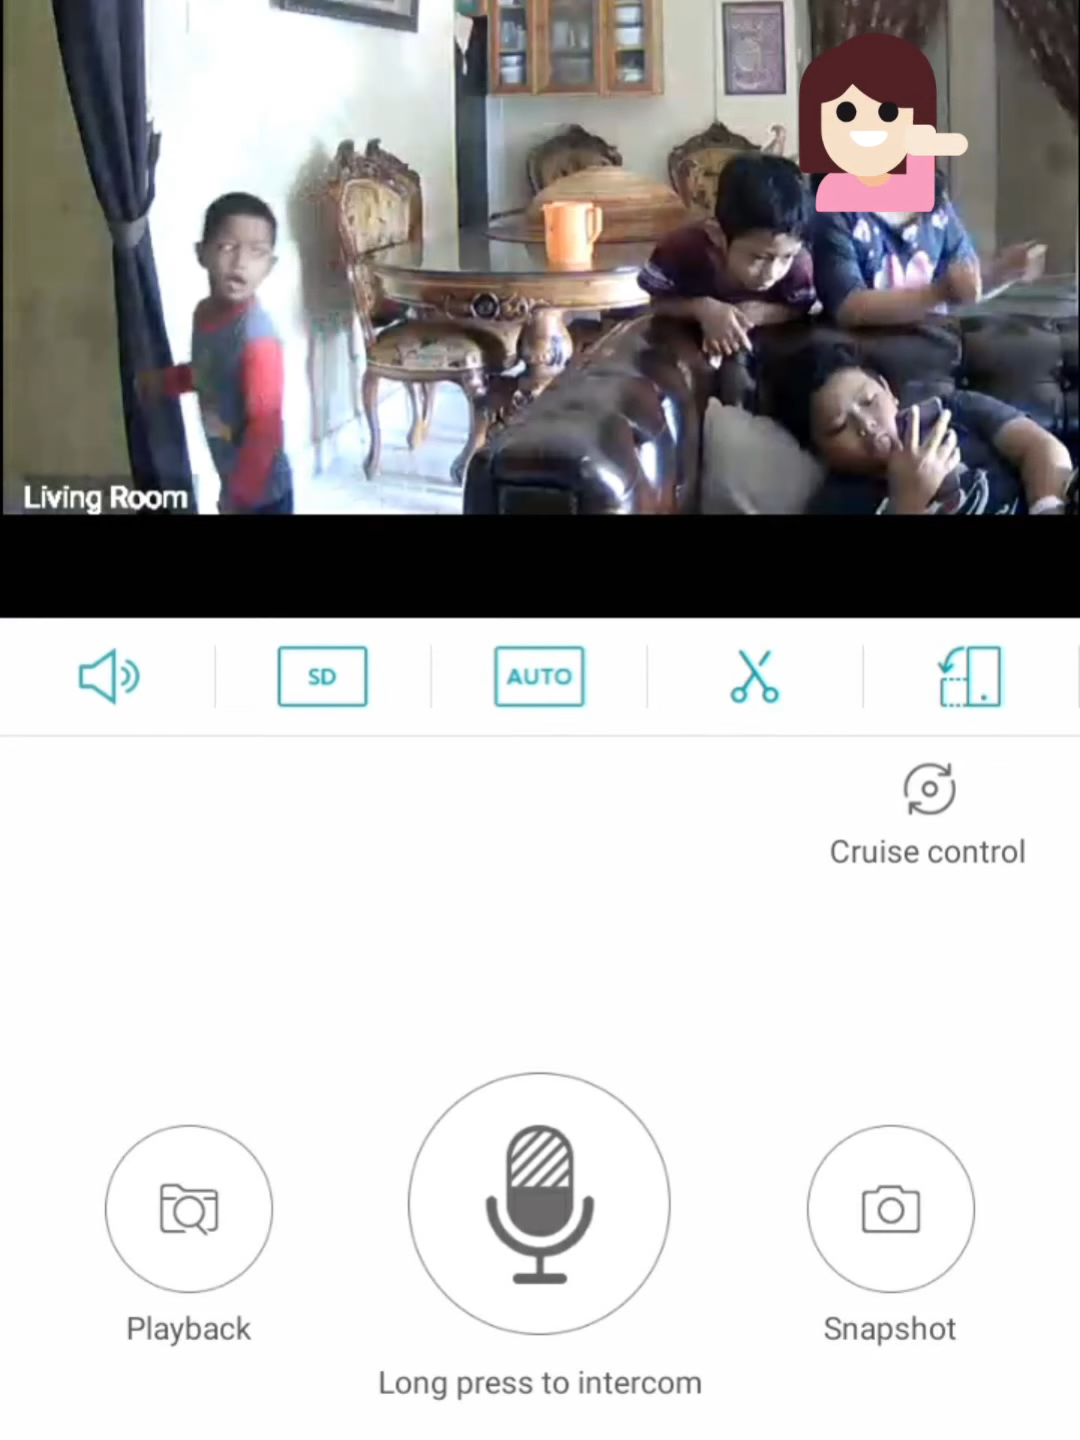 Living Room
SD
AUTO
Cruise control
Playback
Snapshot
Long press to intercom